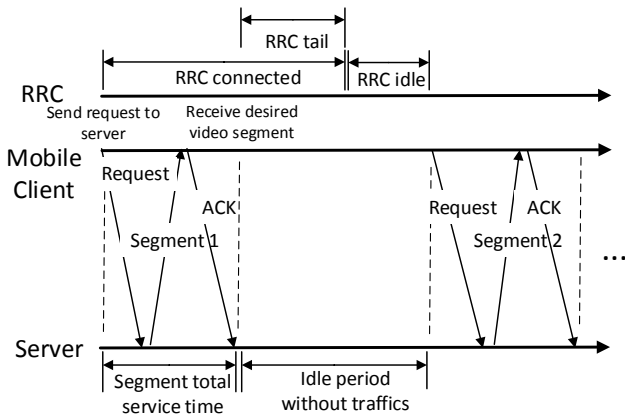 RRC tail
RRC connected
RRC idle
RRC
Send request to
server
Receive desired
video segment
Mobile
Client
Request
ACK
Segment 1
Request
ACK
Segment 2
...
Server
Segment total
service time
Idle period
without traffics